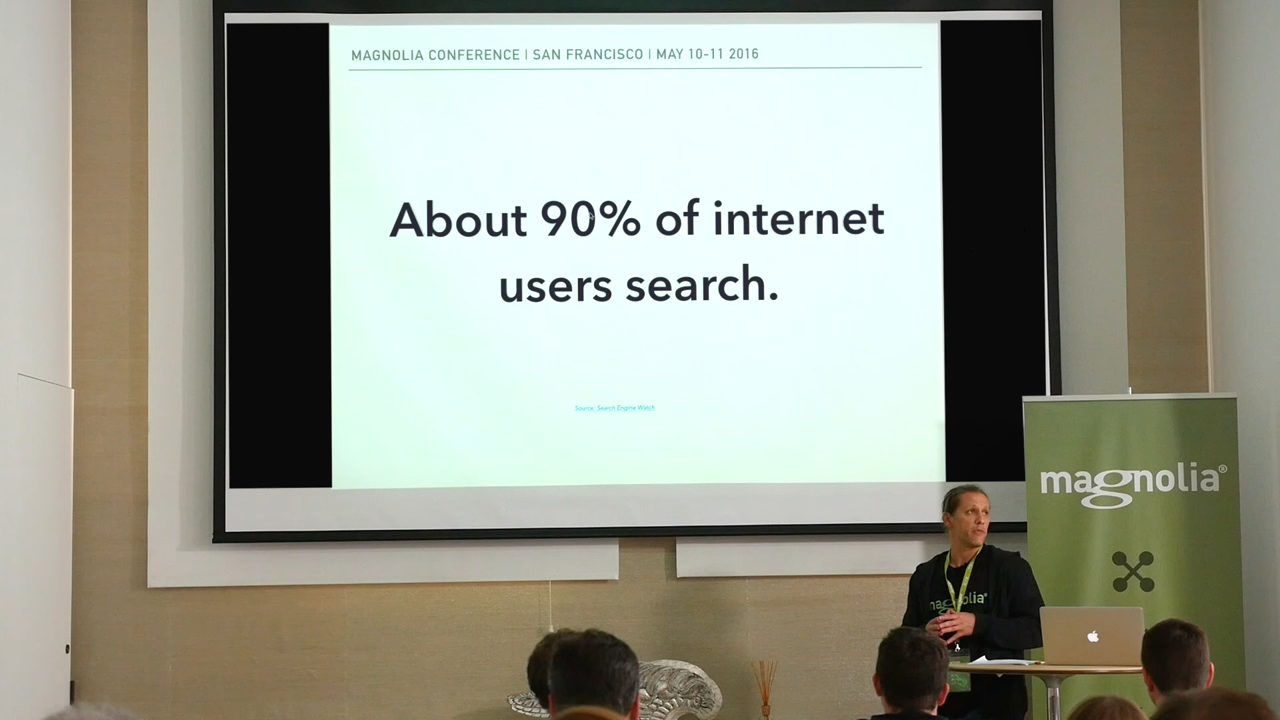 MAGNOLIA CONFERENCE | SAN FRANCISCO | MAY 10-11 2016
About 90% of internet
users search.
Source: Search Engine Watch
magnolia®
magnolia®